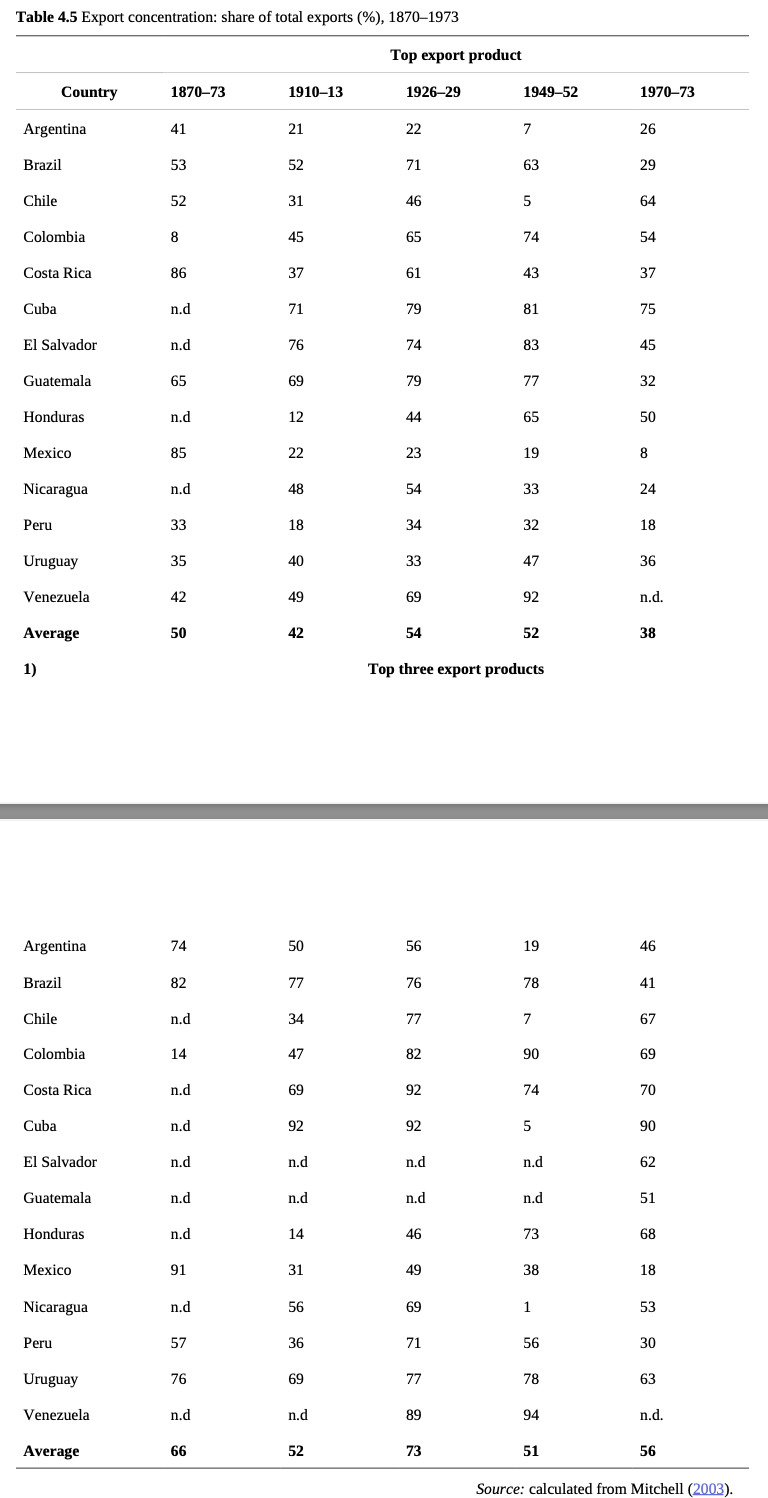 Table 4.5 Export concentration: share of total exports (%), 1870–1973
Top export product
Country 1870–73 1910–13 1926–29 1949–52 1970–73
Argentina 41 21 22 7 26
Brazil 53 52 71 63 29
Chile 52 31 46 5 64
Colombia 8 45 65 74 54
Costa Rica 86 37 61 43 37
Cuba n.d 71 79 81 75
El Salvador n.d 76 74 83 45
Guatemala 65 69 79 77 32
Honduras n.d 12 44 65 50
Mexico 85 22 23 19 8
Nicaragua n.d 48 54 33 24
Peru 33 18 34 32 18
Uruguay 35 40 33 47 36
Venezuela 42 49 69 92 n.d.
Average 50 42 54 52 38
1) Top three export products
Argentina 74 50 56 19 46
Brazil 82 77 76 78 41
Chile n.d 34 77 7 67
Colombia 14 47 82 90 69
Costa Rica n.d 69 92 74 70
Cuba n.d 92 92 5 90
El Salvador n.d n.d n.d n.d 62
Guatemala n.d n.d n.d n.d 51
Honduras n.d 14 46 73 68
Mexico 91 31 49 38 18
Nicaragua n.d 56 69 1 53
Peru 57 36 71 56 30
Uruguay 76 69 77 78 63
Venezuela n.d n.d 89 94 n.d.
Average 66 52 73 51 56
Source: calculated from Mitchell (2003).